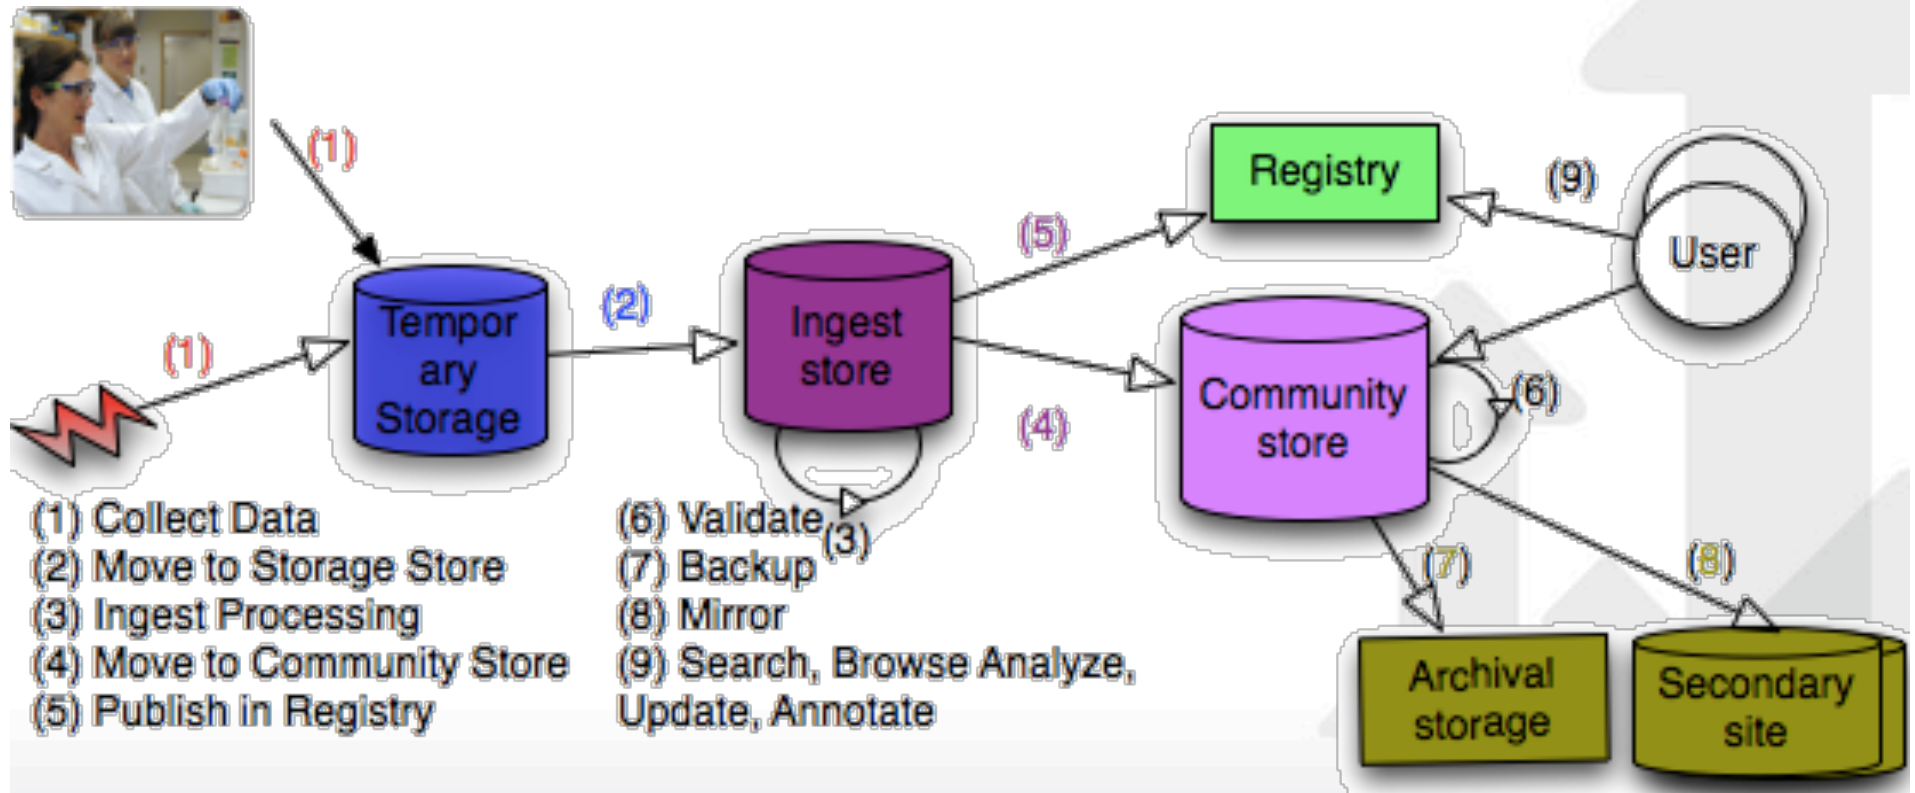 (1)
(1)
(2)
(3)
(4)
(5)
(6)
(7)
(8)
(9)
Tempor
ary
Storage
Ingest
store
Registry
User
Community
store
Archival
storage
Secondary
site
(1) Collect Data
(2) Move to Storage Store
(3) Ingest Processing
(4) Move to Community Store
(5) Publish in Registry
(6) Validate
(7) Backup
(8) Mirror
(9) Search, Browse Analyze,
Update, Annotate